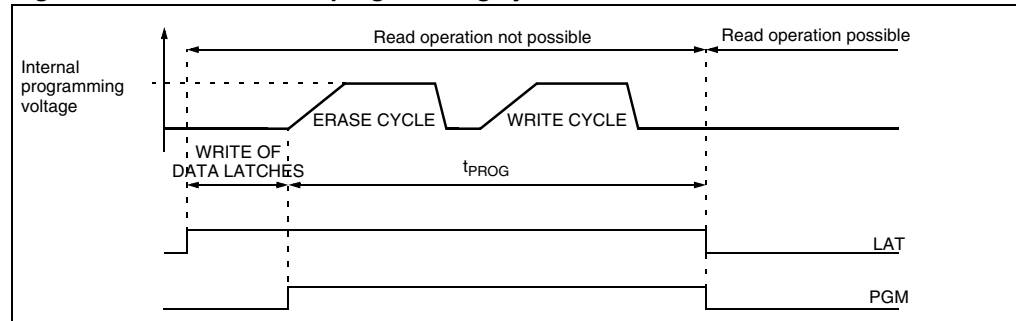 Read operation not possible
Read operation possible
Internal
programming
voltage
ERASE CYCLE
WRITE CYCLE
WRITE OF
DATA LATCHES
tPROG
LAT
PGM